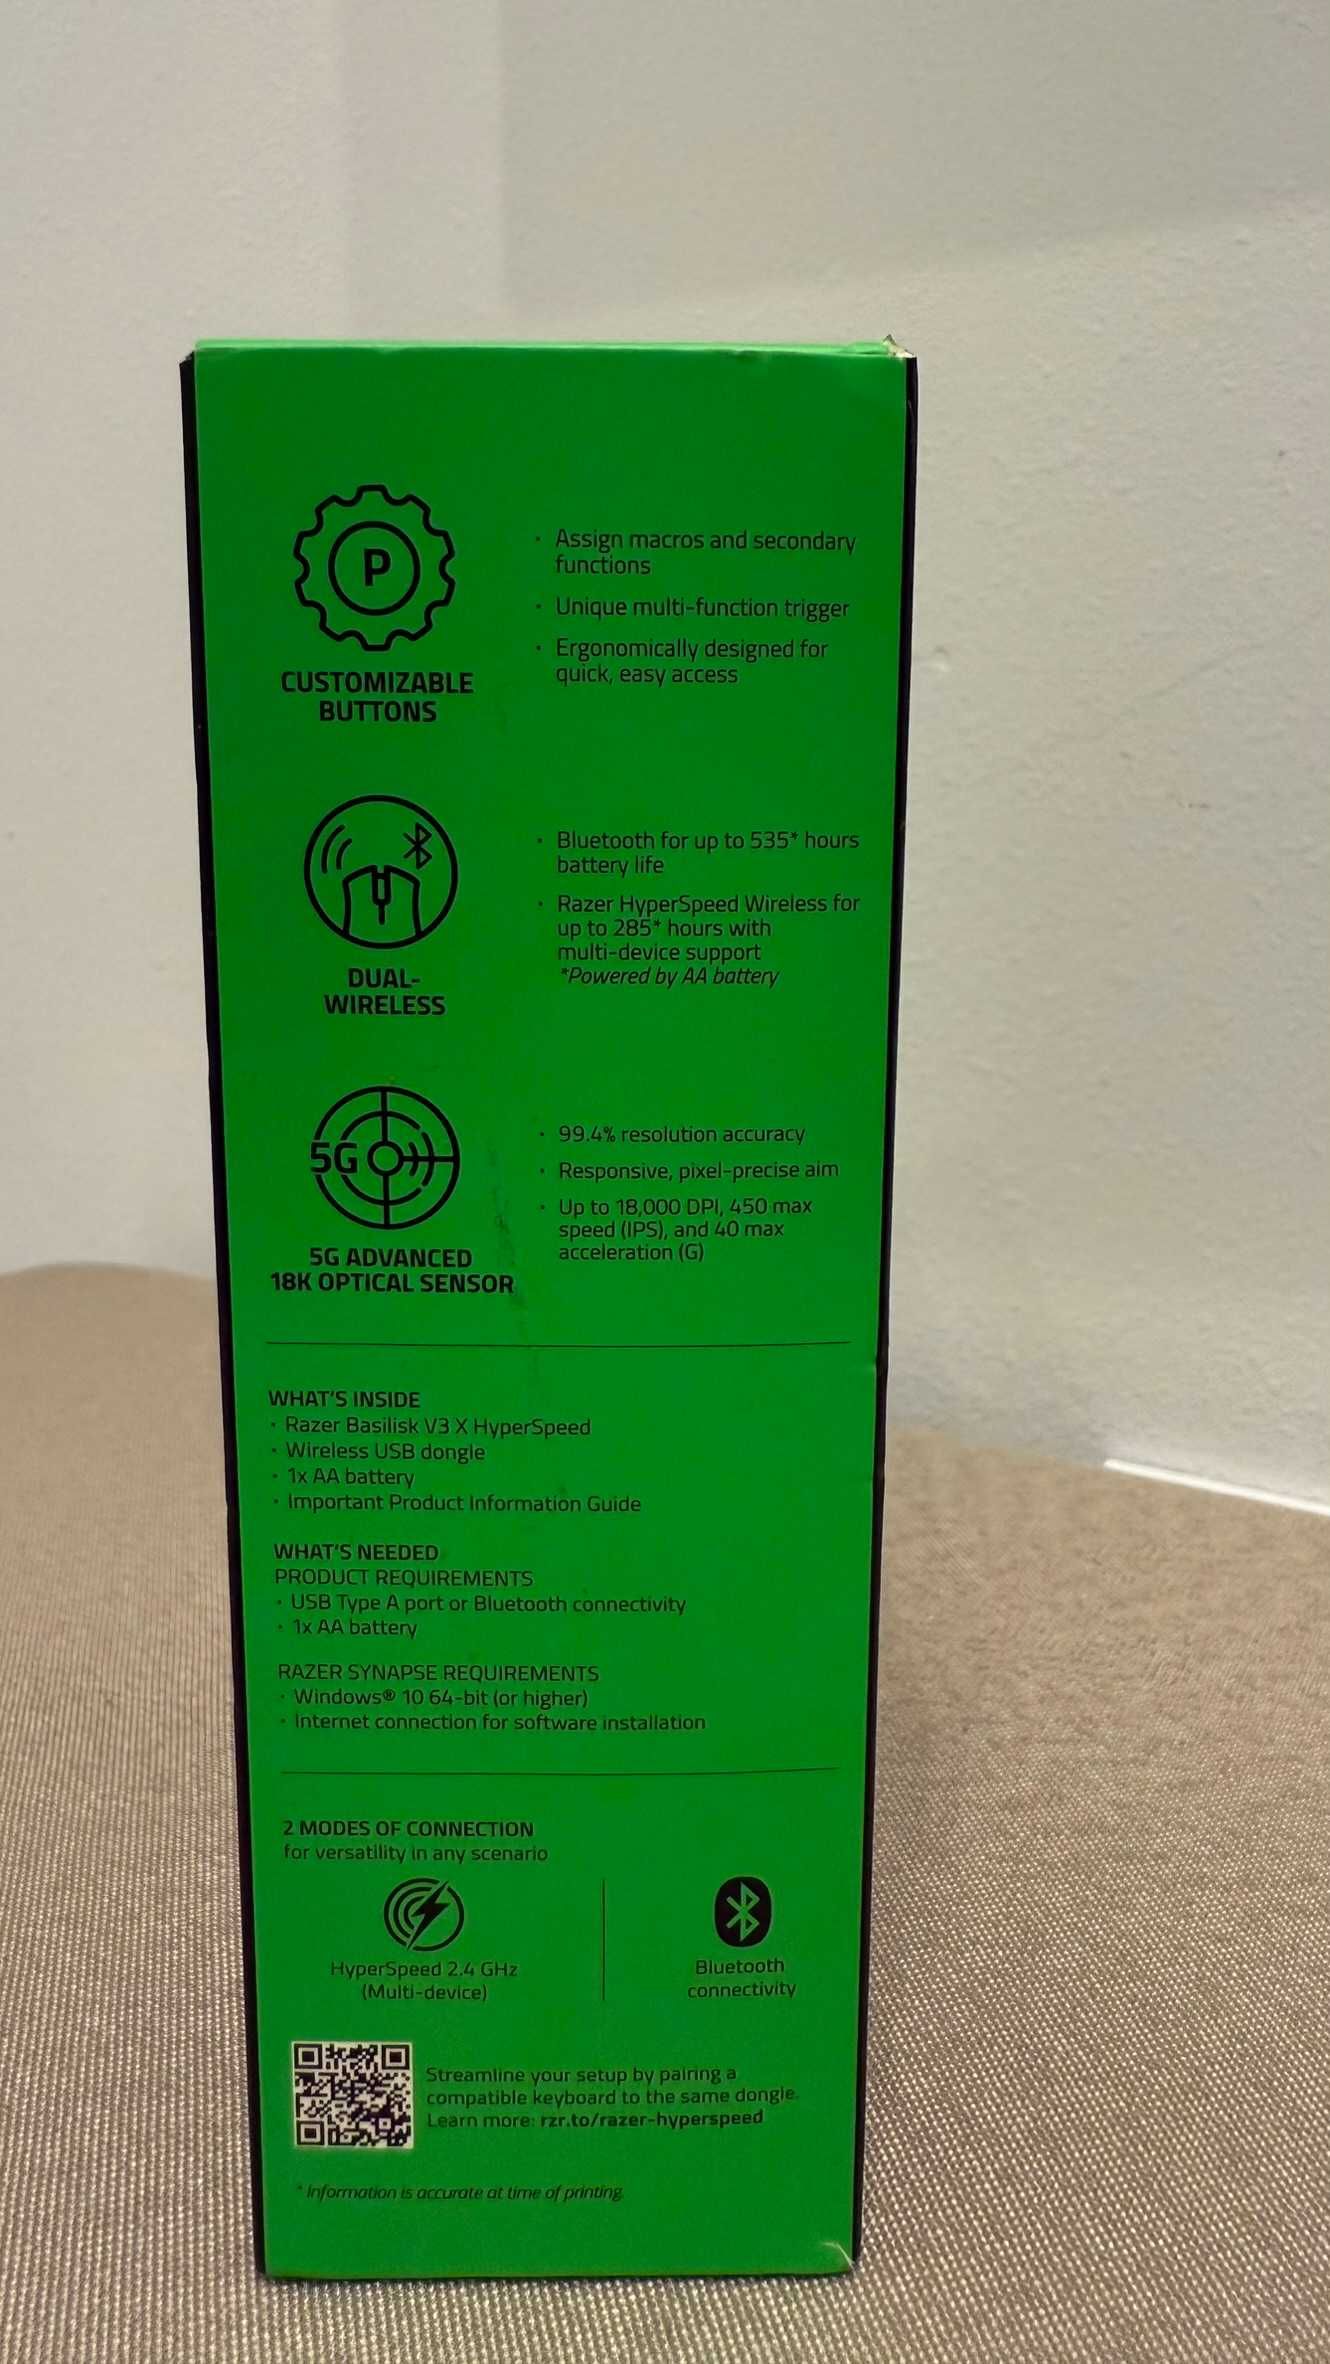 P
CUSTOMIZABLE
BUTTONS
· Assign macros and secondary
functions
· Unique multi-function trigger
· Ergonomically designed for
quick, easy access
DUAL-
WIRELESS
· Bluetooth for up to 535* hours
battery life
· Razer HyperSpeed Wireless for
up to 285* hours with
multi-device support
*Powered by AA battery
5G
5G ADVANCED
18K OPTICAL SENSOR
· 99.4% resolution accuracy
· Responsive, pixel-precise aim
· Up to 18,000 DPI, 450 max
speed (IPS), and 40 max
acceleration (G)
WHAT'S INSIDE
· Razer Basilisk V3 X HyperSpeed
· Wireless USB dongle
· 1x AA battery
· Important Product Information Guide
WHAT'S NEEDED
PRODUCT REQUIREMENTS
· USB Type A port or Bluetooth connectivity
· 1x AA battery
RAZER SYNAPSE REQUIREMENTS
· Windows® 10 64-bit (or higher)
· Internet connection for software installation
2 MODES OF CONNECTION
for versatility in any scenario
HyperSpeed 2.4 GHz
(Multi-device)
Bluetooth
connectivity
Streamline your setup by pairing a
compatible keyboard to the same dongle.
Learn more: rzr.to/razer-hyperspeed
* Information is accurate at time of printing.